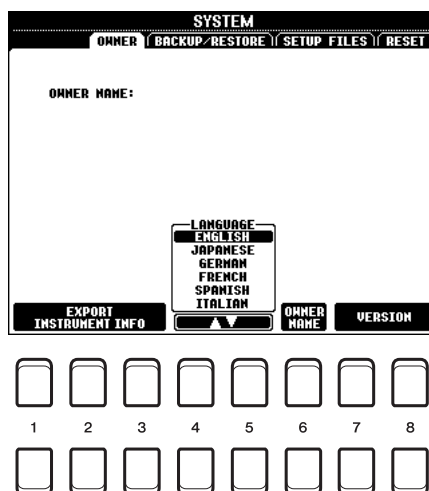 SYSTEM
OWNER BACKUP/RESTORE SETUP FILES RESET
OWNER NAME:
LANGUAGE
ENGLISH
JAPANESE
GERMAN
FRENCH
SPANISH
ITALIAN
EXPORT
INSTRUMENT INFO
OWNER
NAME
VERSION
1 2 3 4 5 6 7 8